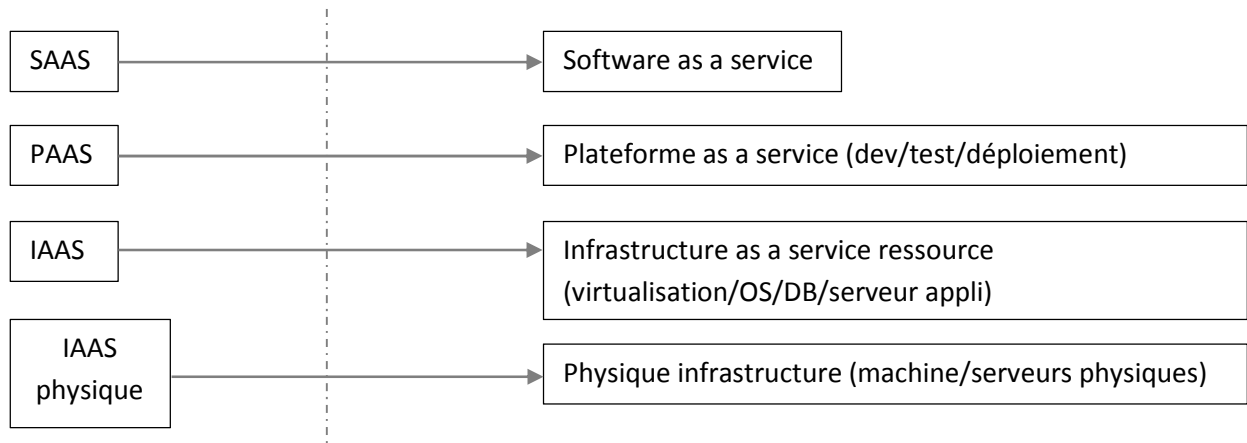 SAAS
Software as a service
PAAS
Plateforme as a service (dev/test/déploiement)
IAAS
Infrastructure as a service ressource
(virtualisation/OS/DB/serveur appli)
IAAS
physique
Physique infrastructure (machine/serveurs physiques)